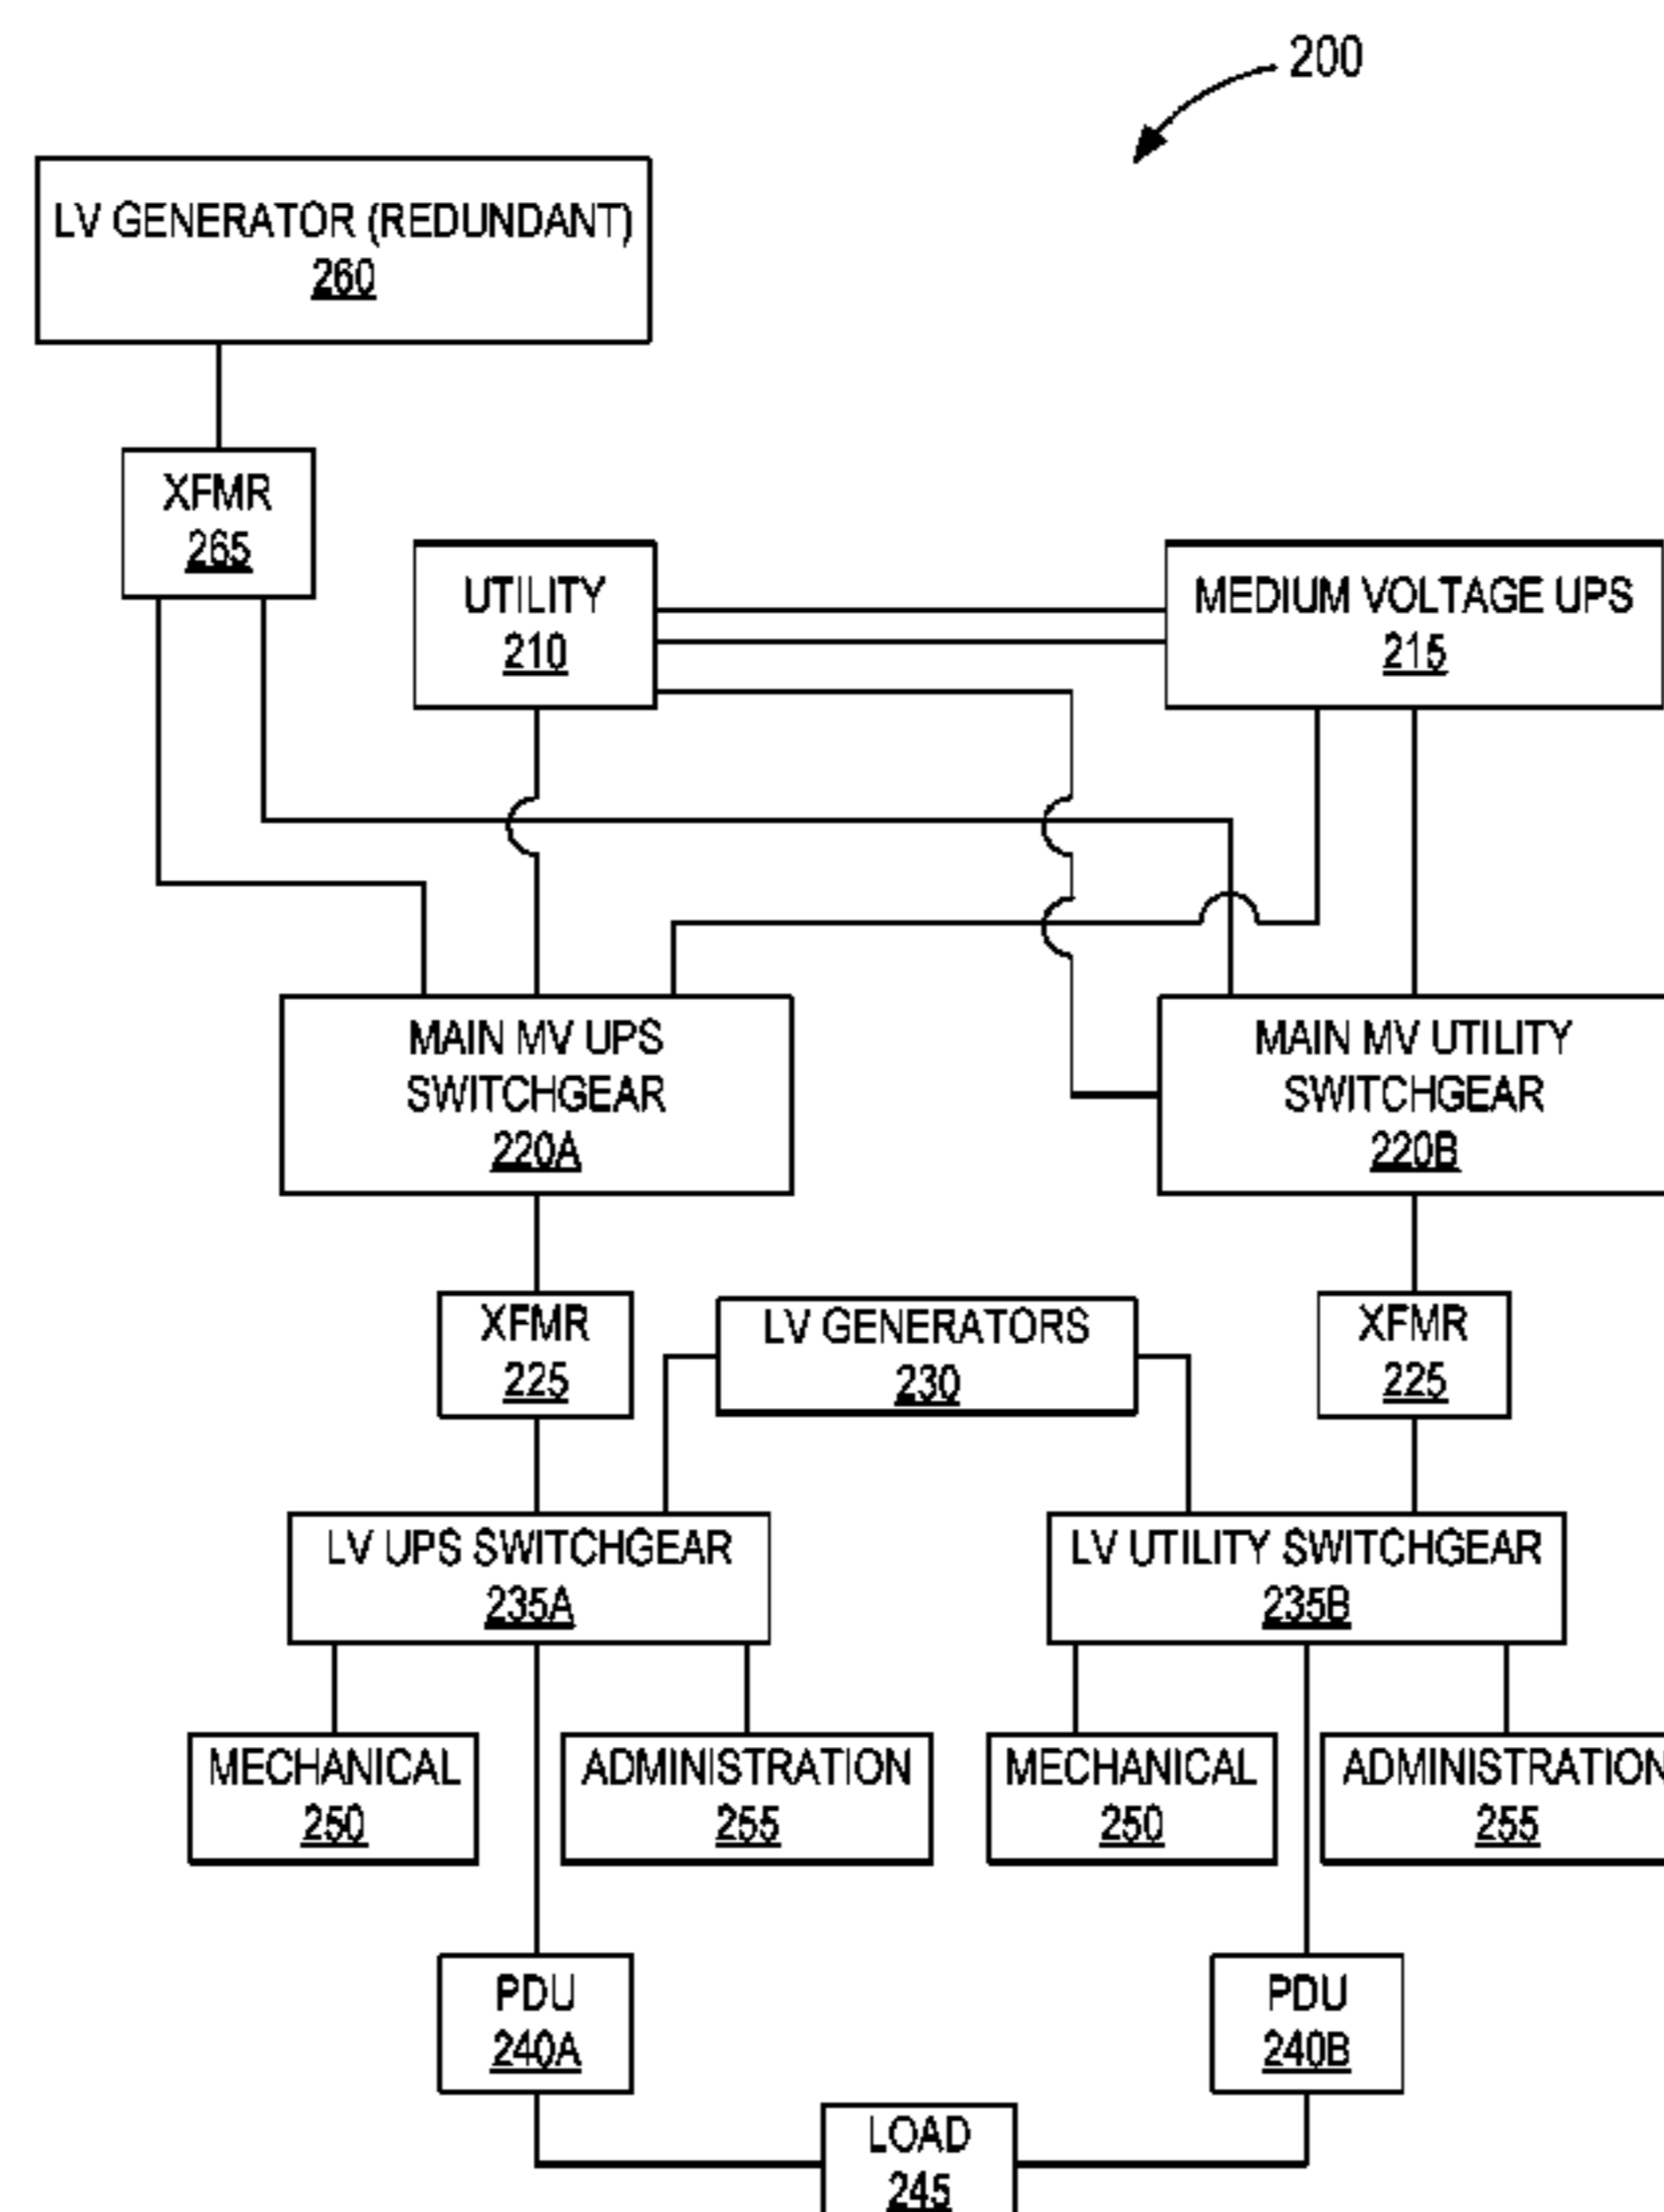 200
LV GENERATOR (REDUNDANT)
260
XFMR
265
UTILITY
210
MEDIUM VOLTAGE UPS
215
MAIN MV UPS
SWITCHGEAR
220A
MAIN MV UTILITY
SWITCHGEAR
220B
XFMR
225
LV GENERATORS
230
XFMR
225
LV UPS SWITCHGEAR
235A
LV UTILITY SWITCHGEAR
235B
MECHANICAL
250
ADMINISTRATION
255
MECHANICAL
250
ADMINISTRATION
255
PDU
240A
PDU
240B
LOAD
245